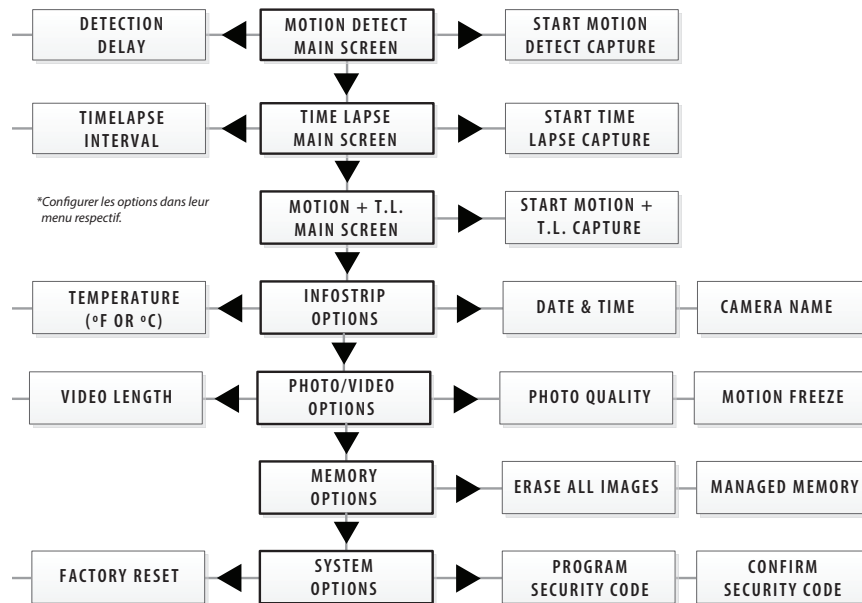 DETECTION
DELAY
MOTION DETECT
MAIN SCREEN
START MOTION
DETECT CAPTURE
TIMELAPSE
INTERVAL
TIME LAPSE
MAIN SCREEN
START TIME
LAPSE CAPTURE
*Configurer les options dans leur
menu respectif.
MOTION + T.L.
MAIN SCREEN
START MOTION +
T.L. CAPTURE
TEMPERATURE
(ºF OR ºC)
INFOSTRIP
OPTIONS
DATE & TIME
CAMERA NAME
VIDEO LENGTH
PHOTO/VIDEO
OPTIONS
PHOTO QUALITY
MOTION FREEZE
MEMORY
OPTIONS
ERASE ALL IMAGES
MANAGED MEMORY
FACTORY RESET
SYSTEM
OPTIONS
PROGRAM
SECURITY CODE
CONFIRM
SECURITY CODE